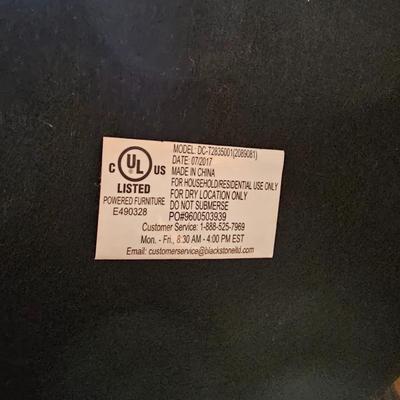 C UL US
LISTED
POWERED FURNITURE
E490328
MODEL: DC-T2835001(2089081)
DATE: 07/2017
MADE IN CHINA
FOR HOUSEHOLD/RESIDENTIAL USE ONLY
FOR DRY LOCATION ONLY
DO NOT SUBMERSE
PO#9600503939
Customer Service: 1-888-525-7969
Mon. - Fri., 8:30 AM - 4:00 PM EST
Email: customerservice@blackstoneltd.com